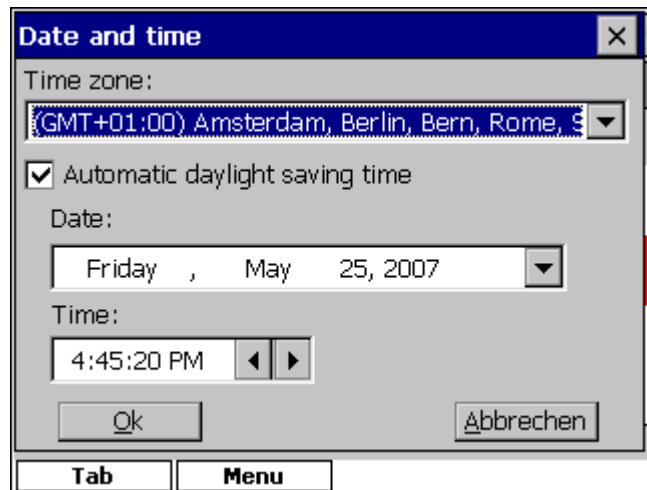 Date and time
Time zone:
(GMT+01:00) Amsterdam, Berlin, Bern, Rome, S
Automatic daylight saving time
Date:
Friday , May 25, 2007
Time:
4:45:20 PM
Ok Abbrechen
Tab Menu